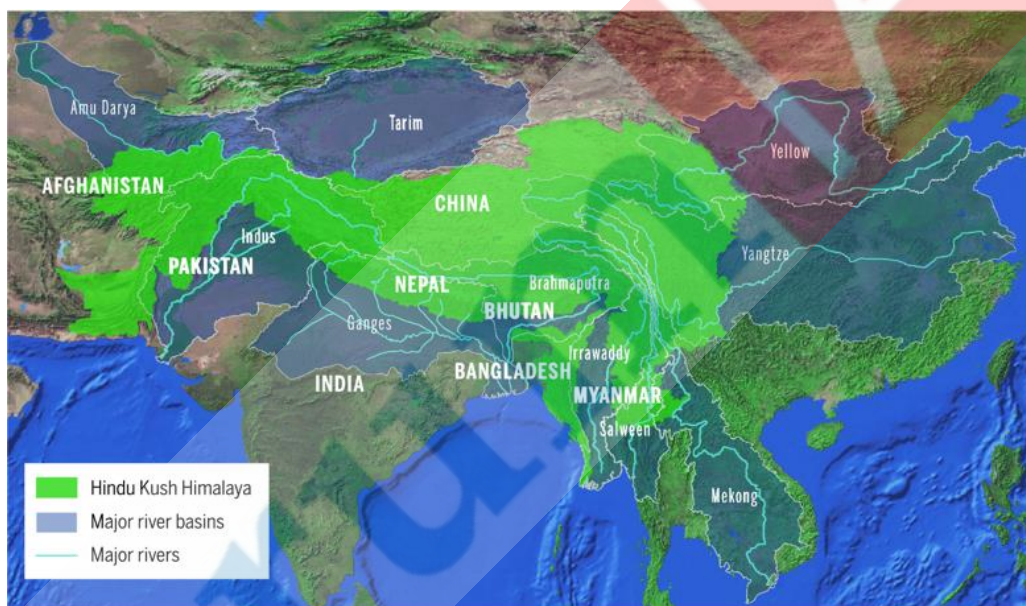 Amu Darya
Tarim
Yellow
AFGHANISTAN
CHINA
Indus
PAKISTAN
Yangtze
NEPAL
Brahmaputra
BHUTAN
Ganges
Irrawaddy
BANGLADESH
INDIA
MYANMAR
Salween
Mekong
Hindu Kush Himalaya
Major river basins
Major rivers